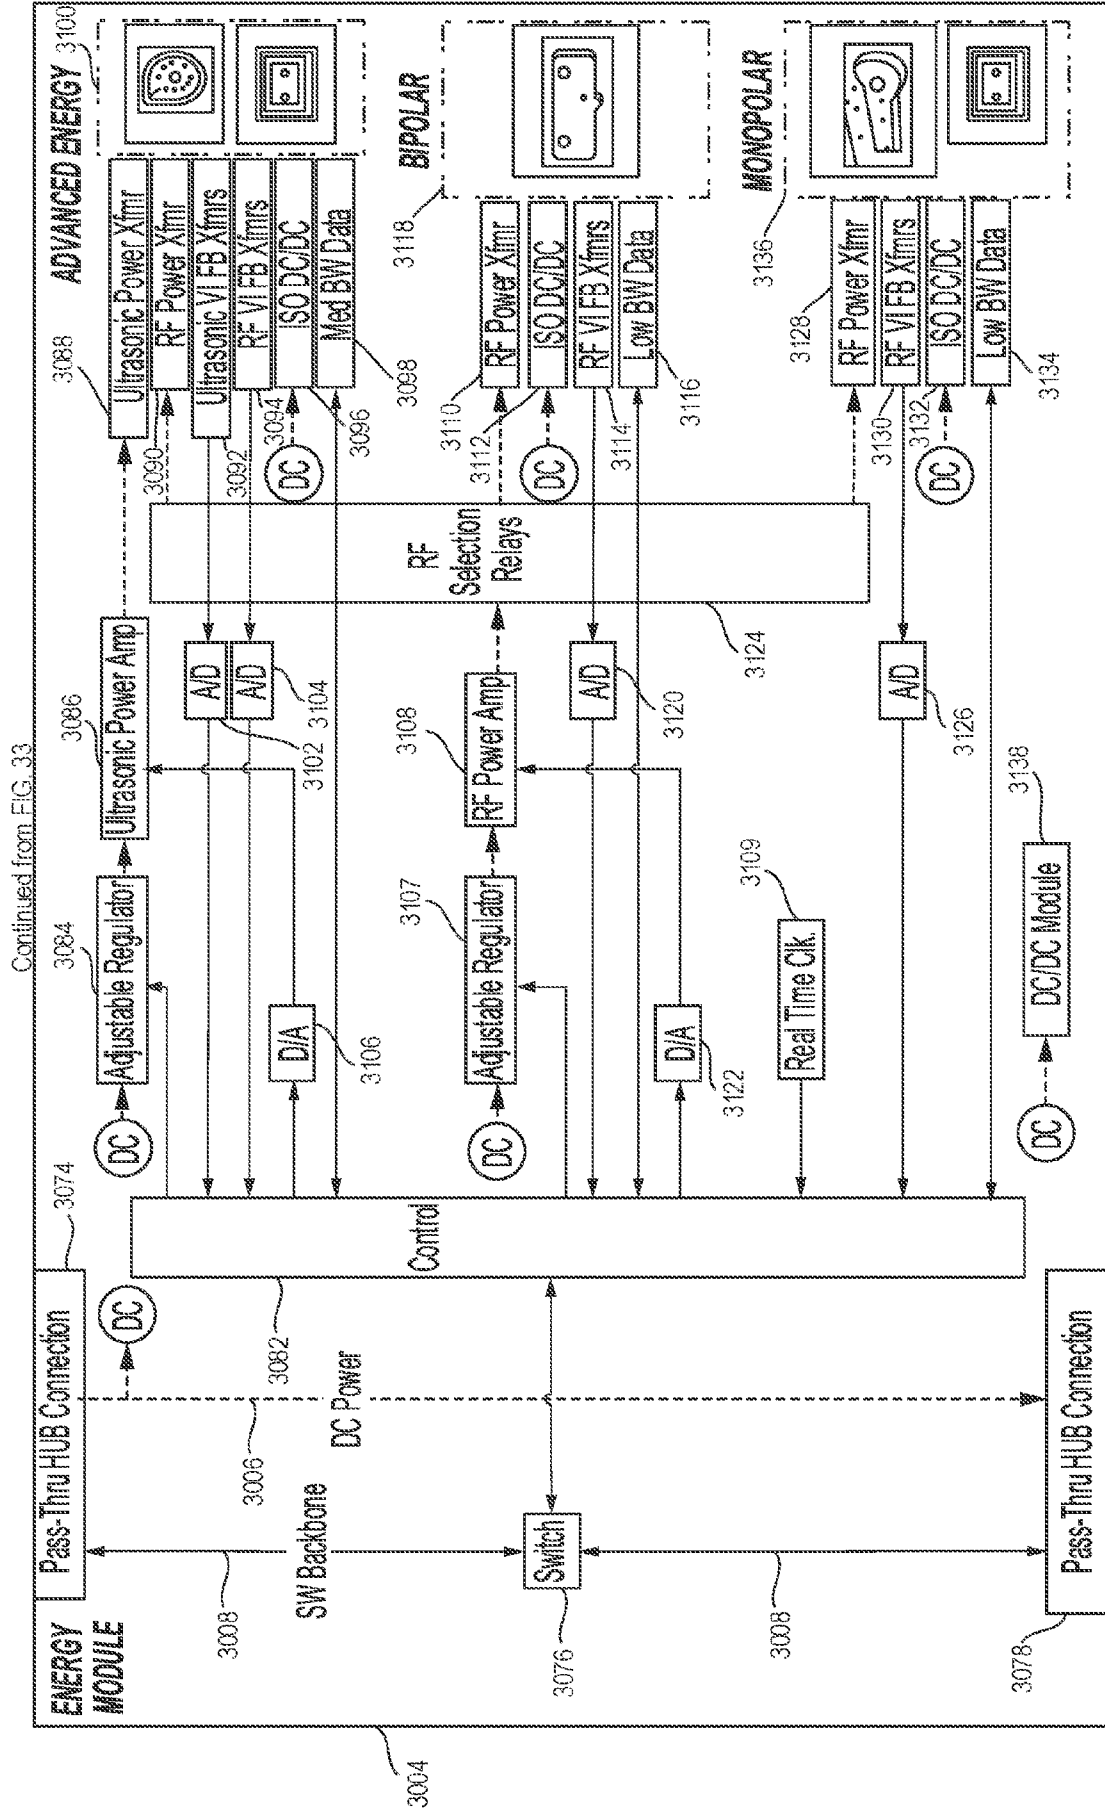 Continued from FIG. 33
ENERGY
MODULE
3004
Pass-Thru HUB Connection
3074
3008
SW Backbone
3006
DC Power
DC
Switch
3076
3008
Pass-Thru HUB Connection
3078
Control
3082
DC
Adjustable Regulator
3084
Ultrasonic Power Amp
3086
A/D
3102
A/D
3104
D/A
3106
DC
Adjustable Regulator
3107
RF Power Amp
3108
A/D
3120
D/A
3122
Real Time Clk.
3109
A/D
3126
DC
DC/DC Module
3138
RF
Selection
Relays
3124
ADVANCED ENERGY
3100
3088
Ultrasonic Power Xfmr
3090
RF Power Xfmr
3092
Ultrasonic VI FB Xfmrs
3094
RF VI FB Xfmrs
3096
ISO DC/DC
DC
3098
Med BW Data
BIPOLAR
3118
3110
RF Power Xfmr
3112
ISO DC/DC
DC
3114
RF VI FB Xfmrs
3116
Low BW Data
MONOPOLAR
3136
3128
RF Power Xfmr
3130
RF VI FB Xfmrs
3132
ISO DC/DC
DC
3134
Low BW Data